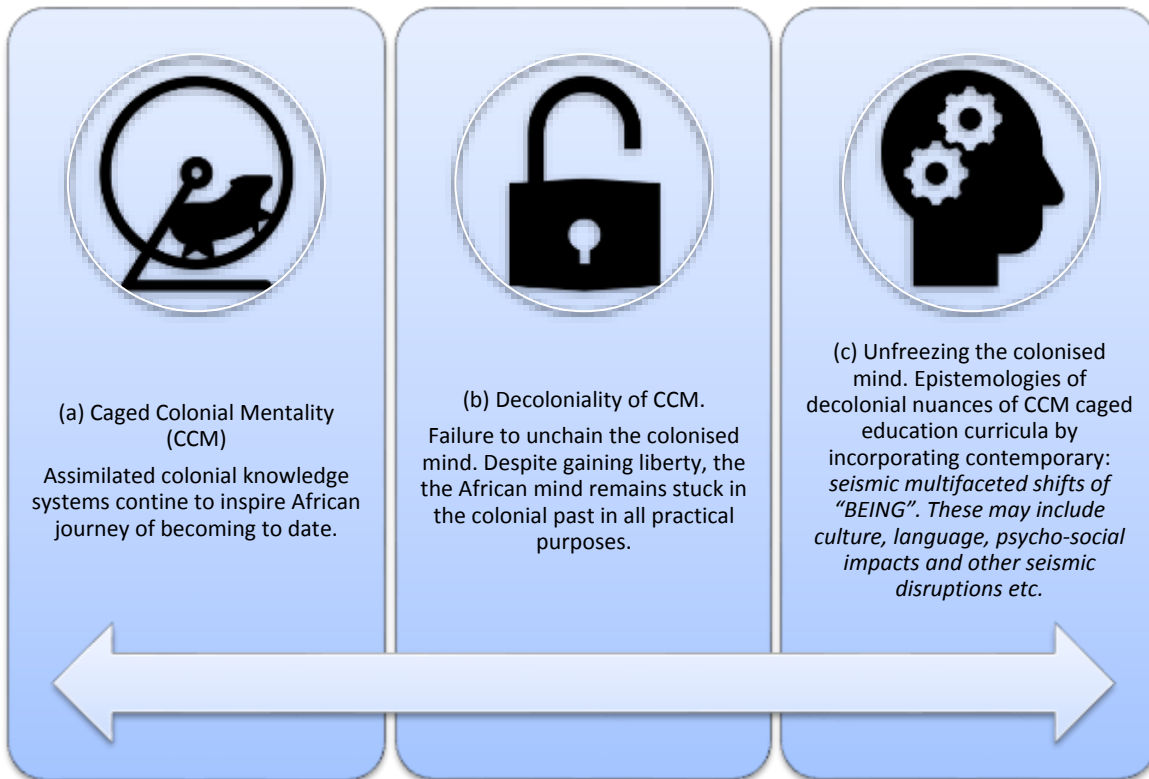 (a) Caged Colonial Mentality
(CCM)
Assimilated colonial knowledge
systems contine to inspire African
journey of becoming to date.
(b) Decoloniality of CCM.
Failure to unchain the colonised
mind. Despite gaining liberty, the
the African mind remains stuck in
the colonial past in all practical
purposes.
(c) Unfreezing the colonised
mind. Epistemologies of
decolonial nuances of CCM caged
education curricula by
incorporating contemporary:
seismic multifaceted shifts of
“BEING”. These may include
culture, language, psycho-social
impacts and other seismic
disruptions etc.